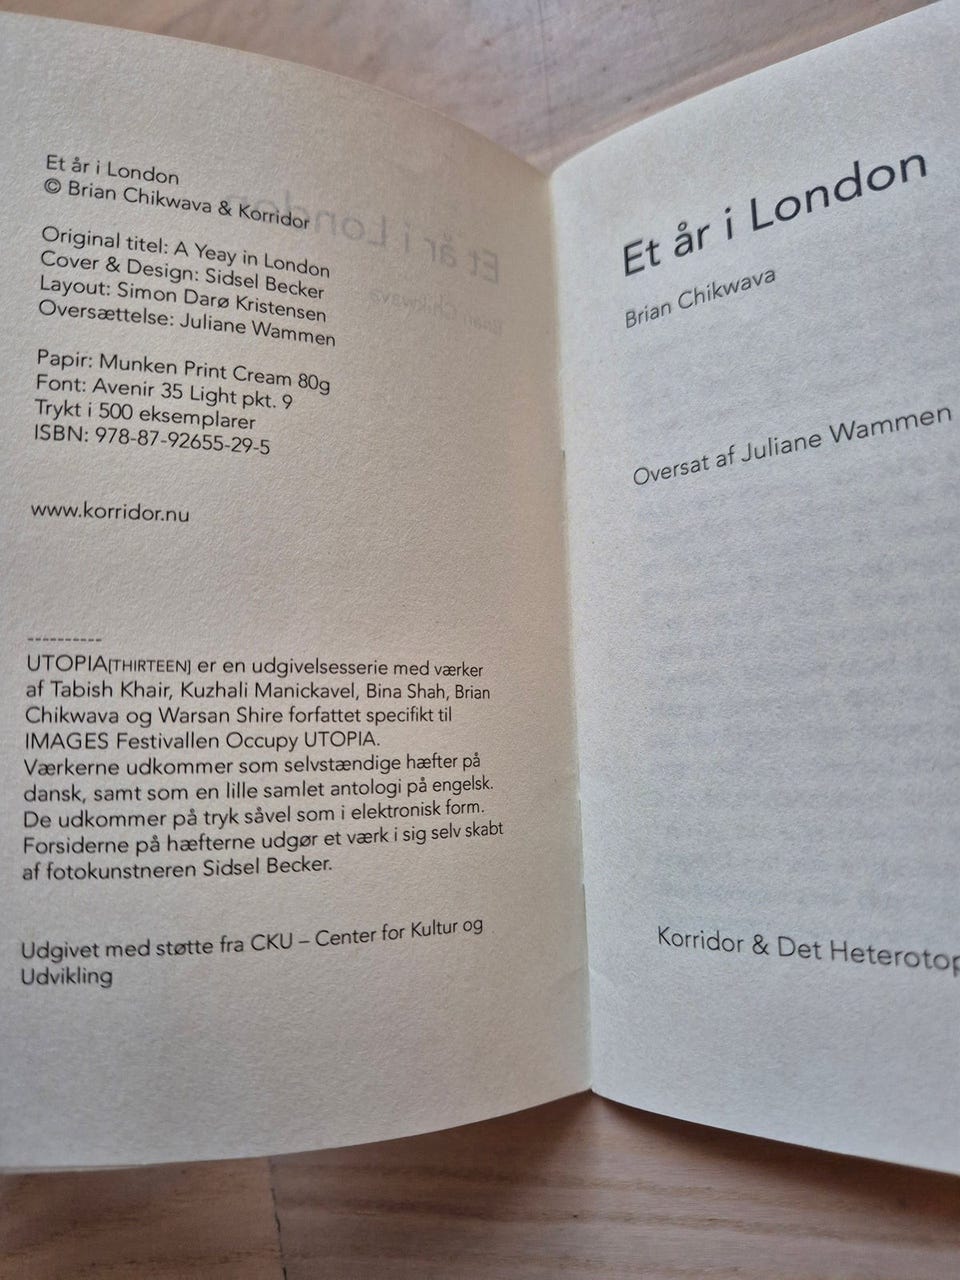 Et år i London
© Brian Chikwava & Korridor
Original titel: A Yeay in London
Cover & Design: Sidsel Becker
Layout: Simon Darø Kristensen
Oversættelse: Juliane Wammen
Papir: Munken Print Cream 80g
Font: Avenir 35 Light pkt. 9
Trykt i 500 eksemplarer
ISBN: 978-87-92655-29-5
www.korridor.nu
----------
UTOPIA[THIRTEEN] er en udgivelsesserie med værker
af Tabish Khair, Kuzhali Manickavel, Bina Shah, Brian
Chikwava og Warsan Shire forfattet specifikt til
IMAGES Festivallen Occupy UTOPIA.
Værkerne udkommer som selvstændige hæfter på
dansk, samt som en lille samlet antologi på engelsk.
De udkommer på tryk såvel som i elektronisk form.
Forsiderne på hæfterne udgør et værk i sig selv skabt
af fotokunstneren Sidsel Becker.
Udgivet med støtte fra CKU – Center for Kultur og
Udvikling
Et år i London
Brian Chikwava
Oversat af Juliane Wammen
Korridor & Det Heterotop